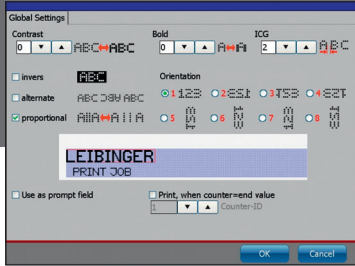 Global Settings
Contrast
0 ▼ ▲ ABC↔ABC
Bold
0 ▼ ▲ A↔A
ICG
2 ▼ ▲ ABC
invers ABC
alternate ABC ABC ABC
proportional
Orientation
1 123 2 3 4
5 6 7 8
LEIBINGER
PRINT JOB
Use as prompt field
Print, when counter=end value
1 ▼ ▲ Counter-ID
OK Cancel